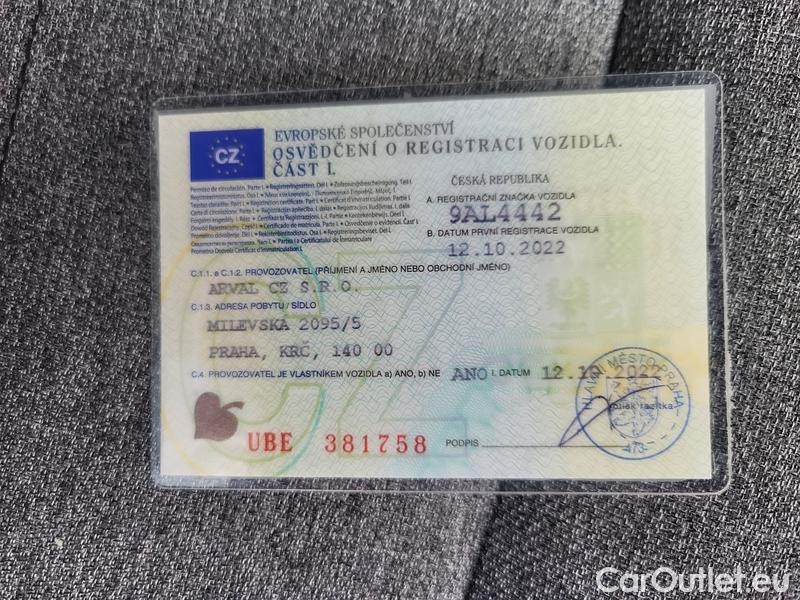 CZ
EVROPSKÉ SPOLEČENSTVÍ
OSVĚDČENÍ O REGISTRACI VOZIDLA.
ČÁST I.
ČESKÁ REPUBLIKA
A. REGISTRAČNÍ ZNAČKA VOZIDLA
9AL4442
B. DATUM PRVNÍ REGISTRACE VOZIDLA
12.10.2022
C.1.1. a C.1.2. PROVOZOVATEL (PŘÍJMENÍ A JMÉNO NEBO OBCHODNÍ JMÉNO)
ARVAL CZ S.R.O.
C.1.3. ADRESA POBYTU / SÍDLO
MILEVSKÁ 2095/5
PRAHA, KRČ, 140 00
C.4. PROVOZOVATEL JE VLASTNÍKEM VOZIDLA a) ANO, b) NE ANO I. DATUM 12.10.2022
HLAVNÍ MĚSTO PRAHA
otisk razítka
-473-
UBE 381758
PODPIS
CarOutlet.eu